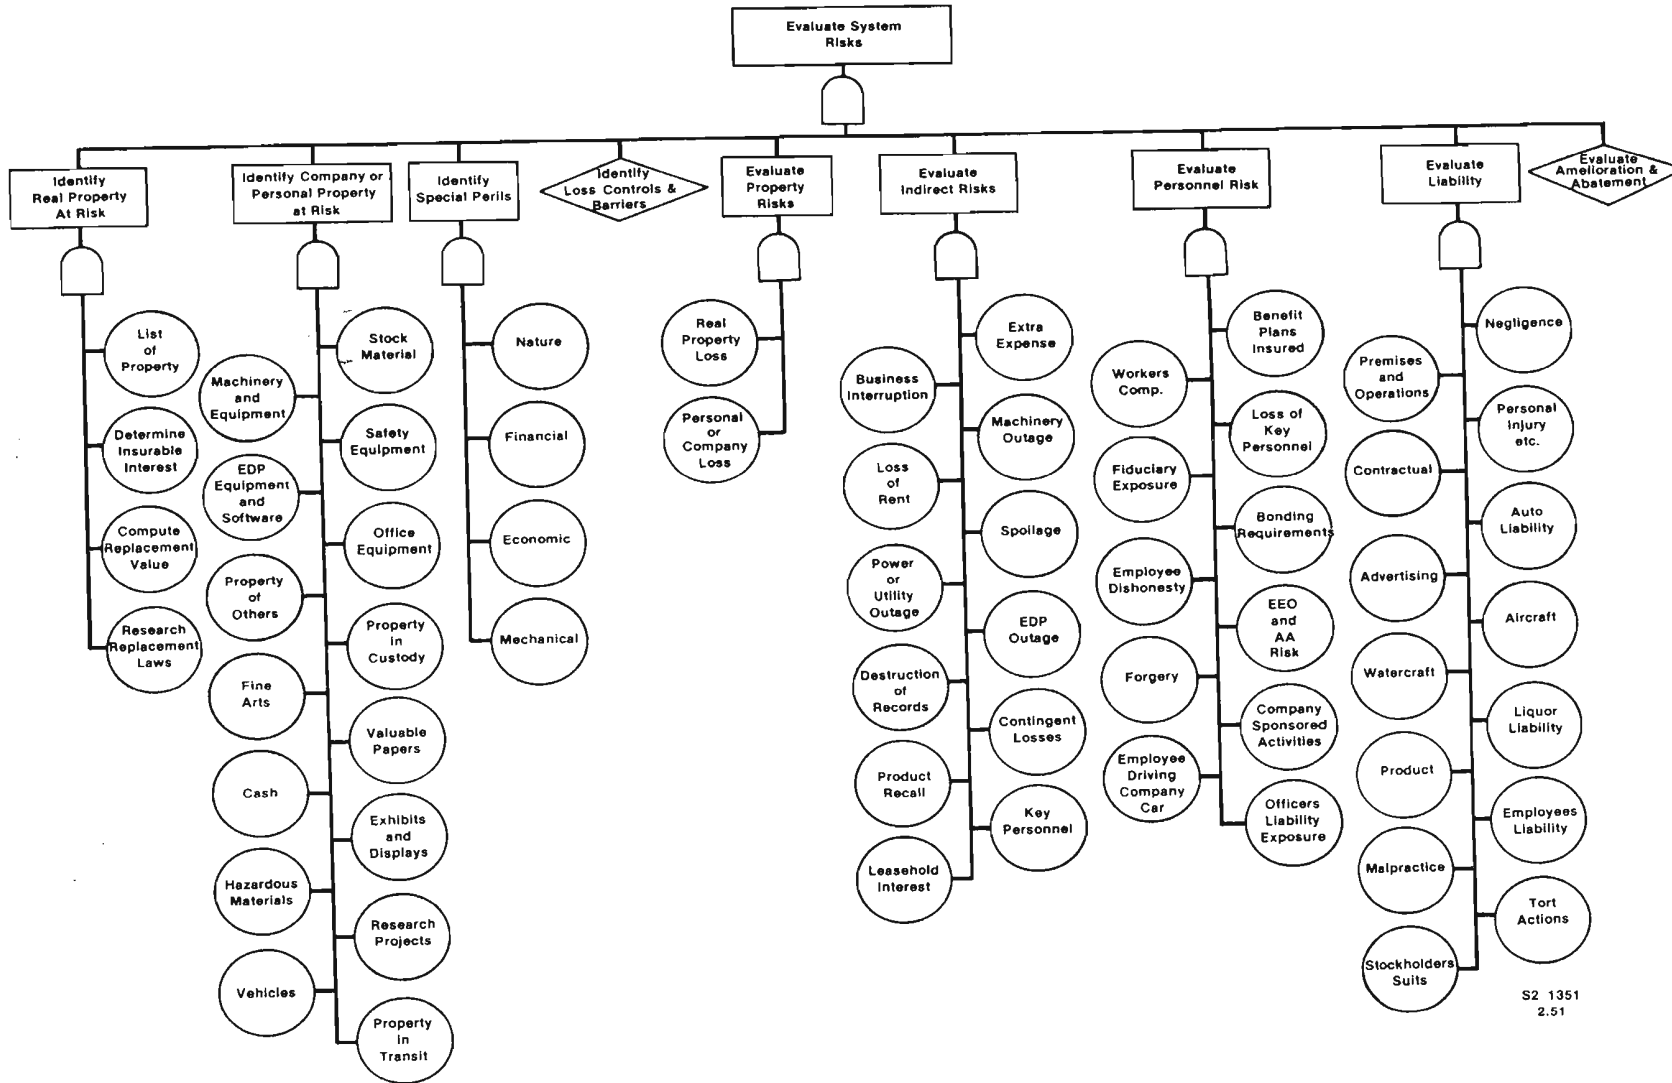 Evaluate System
Risks
Identify
Real Property
At Risk
Identify Company or
Personal Property
at Risk
Identify
Special Perils
Identify
Loss Controls &
Barriers
Evaluate
Property
Risks
Evaluate
Indirect Risks
Evaluate
Personnel Risk
Evaluate
Liability
Evaluate
Amelioration &
Abatement
List
of
Property
Determine
Insurable
Interest
Compute
Replacement
Value
Research
Replacement
Laws
Stock
Material
Machinery
and
Equipment
Safety
Equipment
EDP
Equipment
and
Software
Office
Equipment
Property
of
Others
Property
in
Custody
Fine
Arts
Valuable
Papers
Cash
Exhibits
and
Displays
Hazardous
Materials
Research
Projects
Vehicles
Property
in
Transit
Nature
Financial
Economic
Mechanical
Real
Property
Loss
Personal
or
Company
Loss
Extra
Expense
Business
Interruption
Machinery
Outage
Loss
of
Rent
Spoilage
Power
or
Utility
Outage
EDP
Outage
Destruction
of
Records
Contingent
Losses
Product
Recall
Key
Personnel
Leasehold
Interest
Benefit
Plans
Insured
Workers
Comp.
Loss of
Key
Personnel
Fiduciary
Exposure
Bonding
Requirements
Employee
Dishonesty
EEO
and
AA
Risk
Forgery
Company
Sponsored
Activities
Employee
Driving
Company
Car
Officers
Liability
Exposure
Negligence
Premises
and
Operations
Personal
Injury
etc.
Contractual
Auto
Liability
Advertising
Aircraft
Watercraft
Liquor
Liability
Product
Employees
Liability
Malpractice
Tort
Actions
Stockholders
Suits
S2 1351
2.51